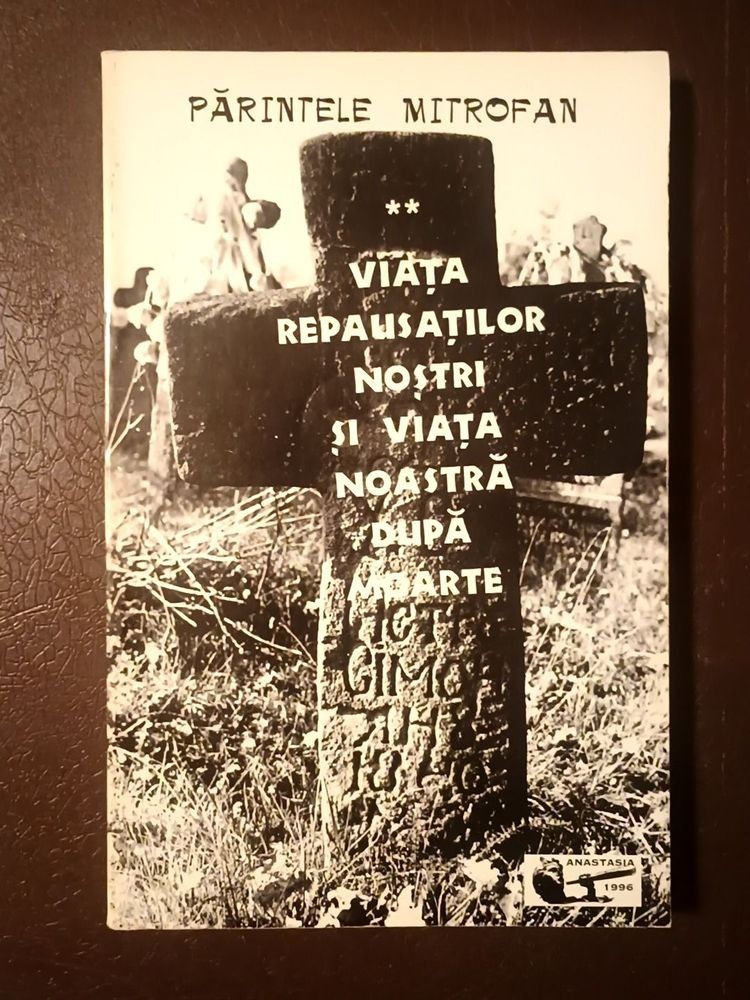 PĂRINTELE MITROFAN
**
VIAȚA
REPAUSAȚILOR
NOȘTRI
ȘI VIAȚA
NOASTRĂ
DUPĂ
MOARTE
ANASTASIA
1996